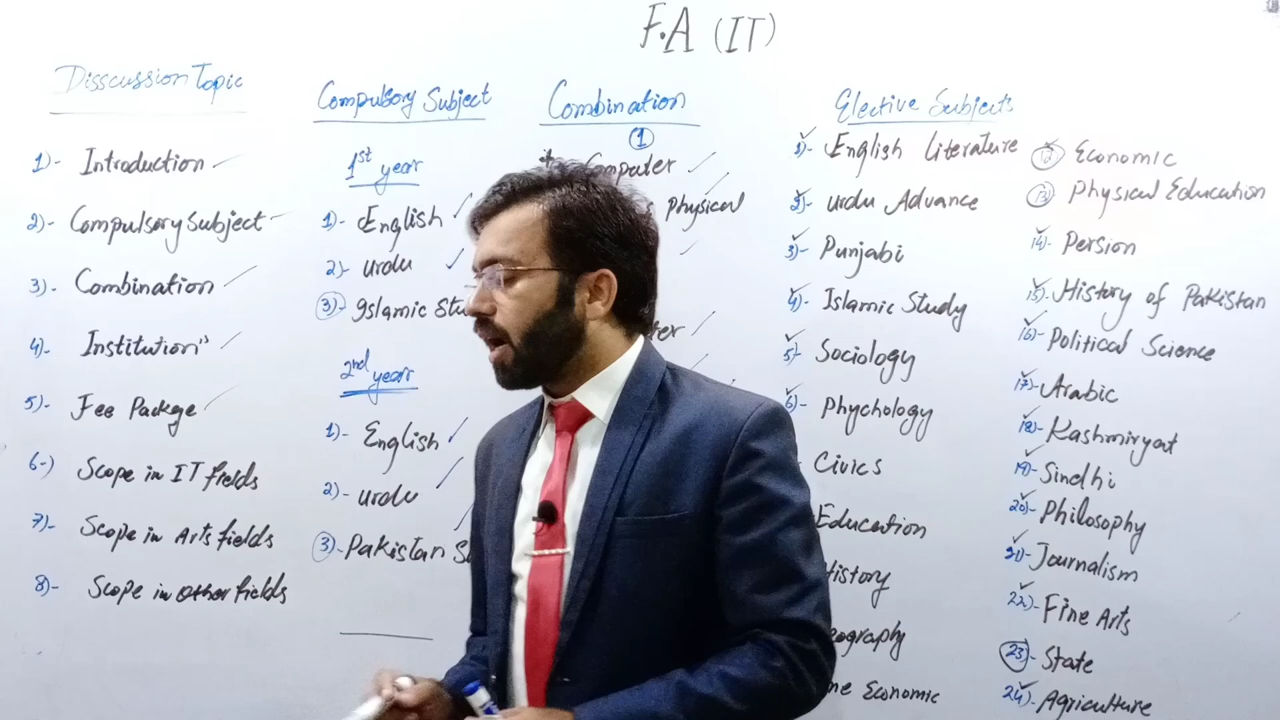 F.A (IT)
Disscussion Topic
1)- Introduction
2)- Compulsory Subject
3)- Combination
4)- Institution"
5)- Fee Packge
6-) Scope in IT fields
7)- Scope in Arts fields
8)- Scope in other fields
Compulsory Subject
1st year
1)- English
2)- urdu
3)- Islamic Stu
2nd year
1)- English
2)- urdu
3)- Pakistan S
Combination
1
Computer
Physical
Elective Subjects
1)- English Literature
2)- urdu Advance
3)- Punjabi
4)- Islamic Study
5)- Sociology
6)- Phychology
Civics
Education
History
eography
me Economic
12 Economic
13 Physical Education
14)- Persion
15)- History of Pakistan
16)- Political Science
17)- Arabic
18)- Kashmiryat
19)- Sindhi
20)- Philosophy
21)- Journalism
22)- Fine Arts
23)- State
24)- Agriculture